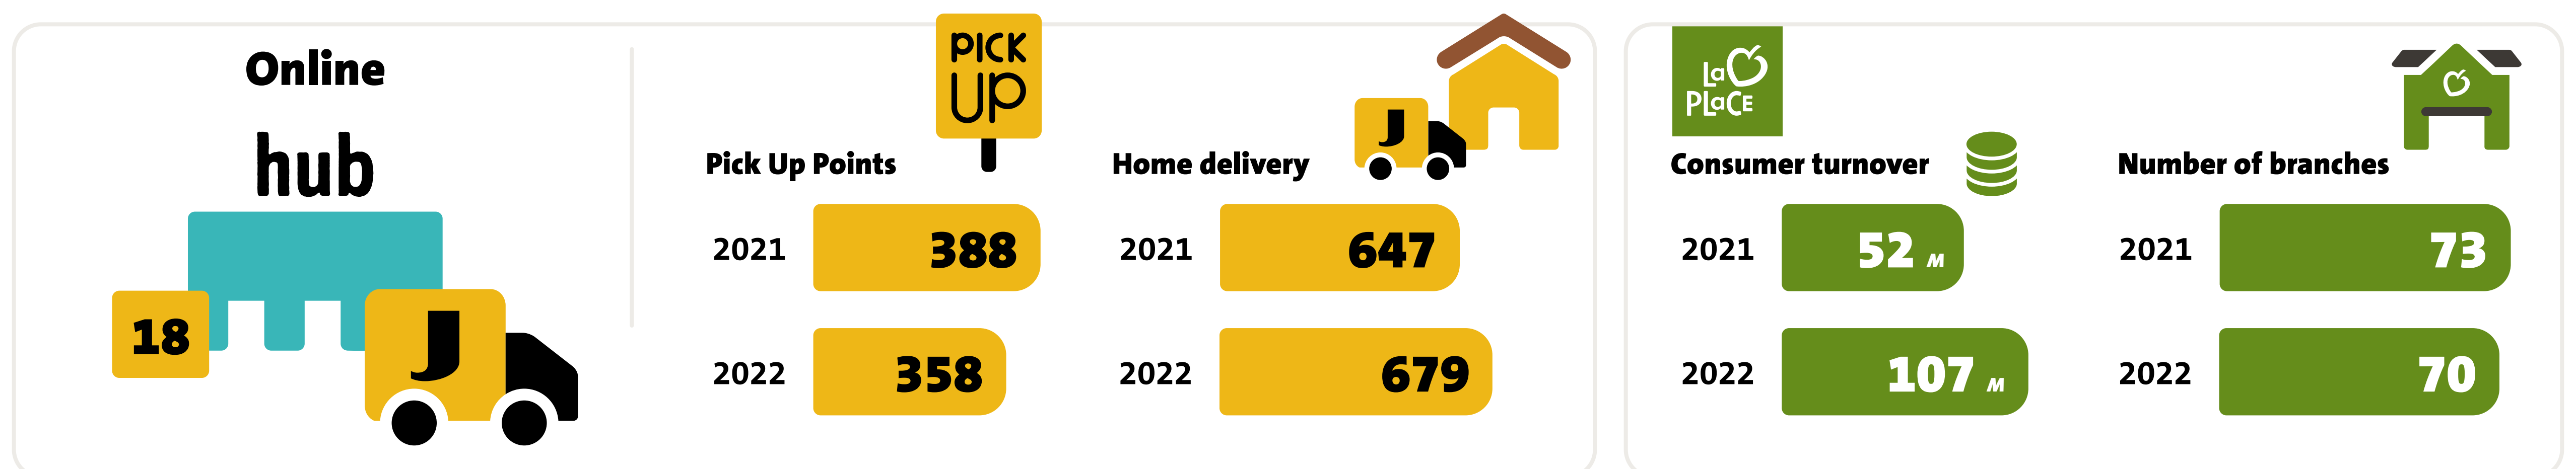 Online
hub
18
J
PICK
UP
Pick Up Points
2021
388
2022
358
J
Home delivery
2021
647
2022
679
La
PLaCE
Consumer turnover
2021
52 M
2022
107 M
Number of branches
2021
73
2022
70